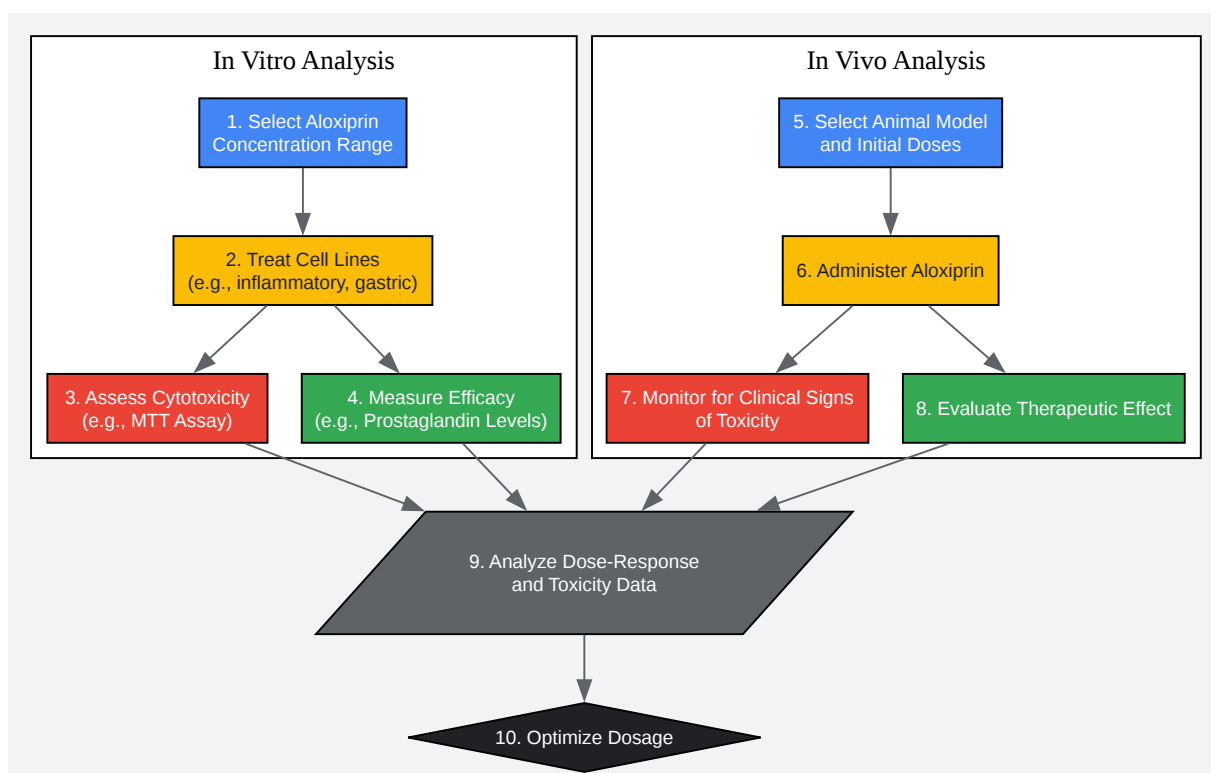 In Vitro Analysis
1. Select Aloxiprin
Concentration Range
2. Treat Cell Lines
(e.g., inflammatory, gastric)
3. Assess Cytotoxicity
(e.g., MTT Assay)
4. Measure Efficacy
(e.g., Prostaglandin Levels)
In Vivo Analysis
5. Select Animal Model
and Initial Doses
6. Administer Aloxiprin
7. Monitor for Clinical Signs
of Toxicity
8. Evaluate Therapeutic Effect
9. Analyze Dose-Response
and Toxicity Data
10. Optimize Dosage